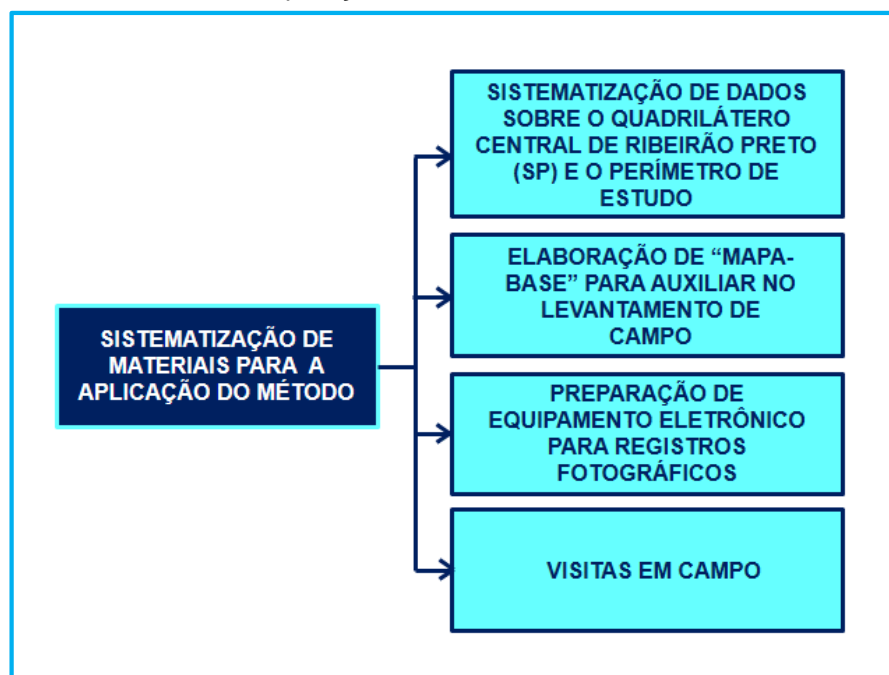 SISTEMATIZAÇÃO DE DADOS
SOBRE O QUADRILÁTERO
CENTRAL DE RIBEIRÃO PRETO
(SP) E O PERÍMETRO DE
ESTUDO
ELABORAÇÃO DE “MAPA-
BASE” PARA AUXILIAR NO
LEVANTAMENTO DE
CAMPO
SISTEMATIZAÇÃO DE
MATERIAIS PARA A
APLICAÇÃO DO MÉTODO
PREPARAÇÃO DE
EQUIPAMENTO ELETRÔNICO
PARA REGISTROS
FOTOGRÁFICOS
VISITAS EM CAMPO